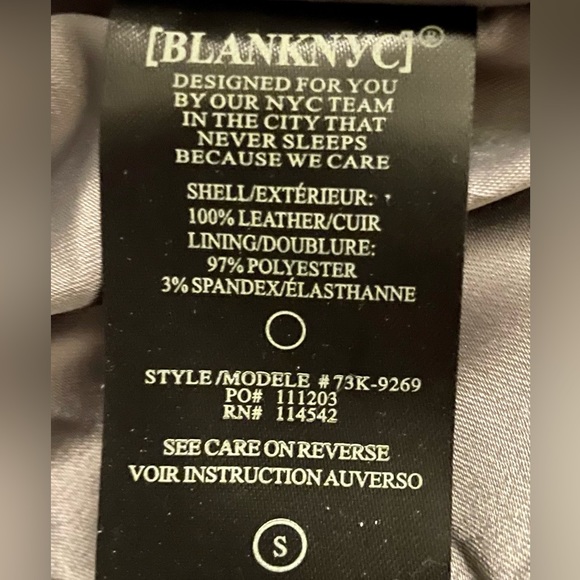 [BLANKNYC]®
DESIGNED FOR YOU
BY OUR NYC TEAM
IN THE CITY THAT
NEVER SLEEPS
BECAUSE WE CARE
SHELL/EXTÉRIEUR:
100% LEATHER/CUIR
LINING/DOUBLURE:
97% POLYESTER
3% SPANDEX/ÉLASTHANNE
STYLE/MODELE #73K-9269
PO# 111203
RN# 114542
SEE CARE ON REVERSE
VOIR INSTRUCTION AUVERSO
S